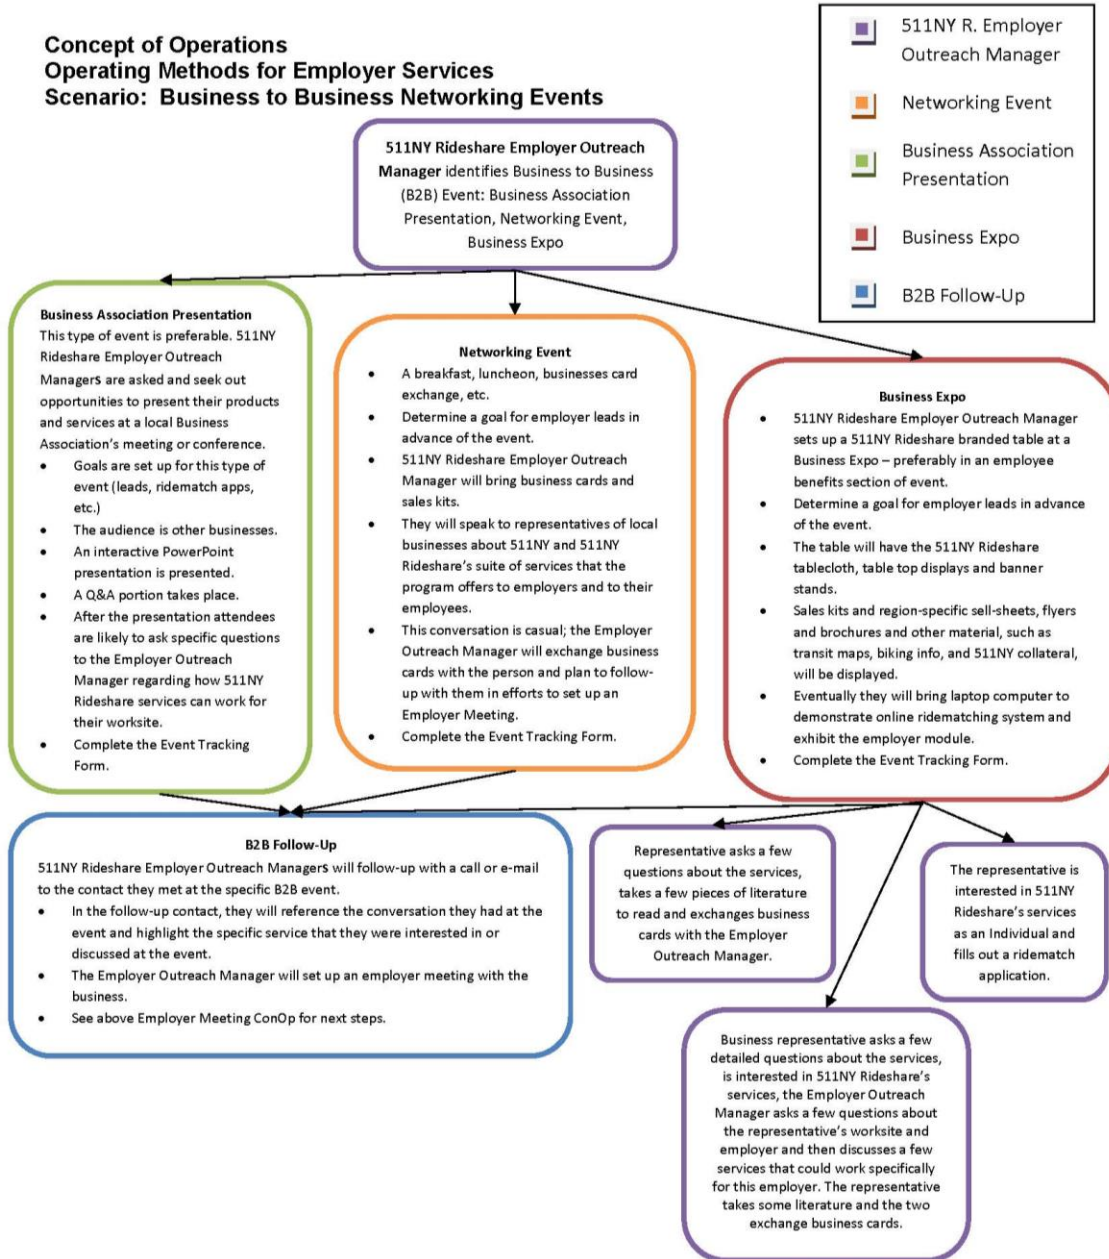 Concept of Operations
Operating Methods for Employer Services
Scenario: Business to Business Networking Events
511NY R. Employer
Outreach Manager
Networking Event
Business Association
Presentation
Business Expo
B2B Follow-Up
511NY Rideshare Employer Outreach
Manager identifies Business to Business
(B2B) Event: Business Association
Presentation, Networking Event,
Business Expo
Business Association Presentation
This type of event is preferable. 511NY
Rideshare Employer Outreach
Managers are asked and seek out
opportunities to present their products
and services at a local Business
Association's meeting or conference.
• Goals are set up for this type of
event (leads, ridematch apps,
etc.)
• The audience is other businesses.
• An interactive PowerPoint
presentation is presented.
• A Q&A portion takes place.
• After the presentation attendees
are likely to ask specific questions
to the Employer Outreach
Manager regarding how 511NY
Rideshare services can work for
their worksite.
• Complete the Event Tracking
Form.
Networking Event
• A breakfast, luncheon, businesses card
exchange, etc.
• Determine a goal for employer leads in
advance of the event.
• 511NY Rideshare Employer Outreach
Manager will bring business cards and
sales kits.
• They will speak to representatives of local
businesses about 511NY and 511NY
Rideshare's suite of services that the
program offers to employers and to their
employees.
• This conversation is casual; the Employer
Outreach Manager will exchange business
cards with the person and plan to follow-
up with them in efforts to set up an
Employer Meeting.
• Complete the Event Tracking Form.
Business Expo
• 511NY Rideshare Employer Outreach Manager
sets up a 511NY Rideshare branded table at a
Business Expo – preferably in an employee
benefits section of event.
• Determine a goal for employer leads in advance
of the event.
• The table will have the 511NY Rideshare
tablecloth, table top displays and banner
stands.
• Sales kits and region-specific sell-sheets, flyers
and brochures and other material, such as
transit maps, biking info, and 511NY collateral,
will be displayed.
• Eventually they will bring laptop computer to
demonstrate online ridematching system and
exhibit the employer module.
• Complete the Event Tracking Form.
B2B Follow-Up
511NY Rideshare Employer Outreach Managers will follow-up with a call or e-mail
to the contact they met at the specific B2B event.
• In the follow-up contact, they will reference the conversation they had at the
event and highlight the specific service that they were interested in or
discussed at the event.
• The Employer Outreach Manager will set up an employer meeting with the
business.
• See above Employer Meeting ConOp for next steps.
Representative asks a few
questions about the services,
takes a few pieces of literature
to read and exchanges business
cards with the Employer
Outreach Manager.
The representative is
interested in 511NY
Rideshare's services
as an Individual and
fills out a ridematch
application.
Business representative asks a few
detailed questions about the services,
is interested in 511NY Rideshare's
services, the Employer Outreach
Manager asks a few questions about
the representative's worksite and
employer and then discusses a few
services that could work specifically
for this employer. The representative
takes some literature and the two
exchange business cards.